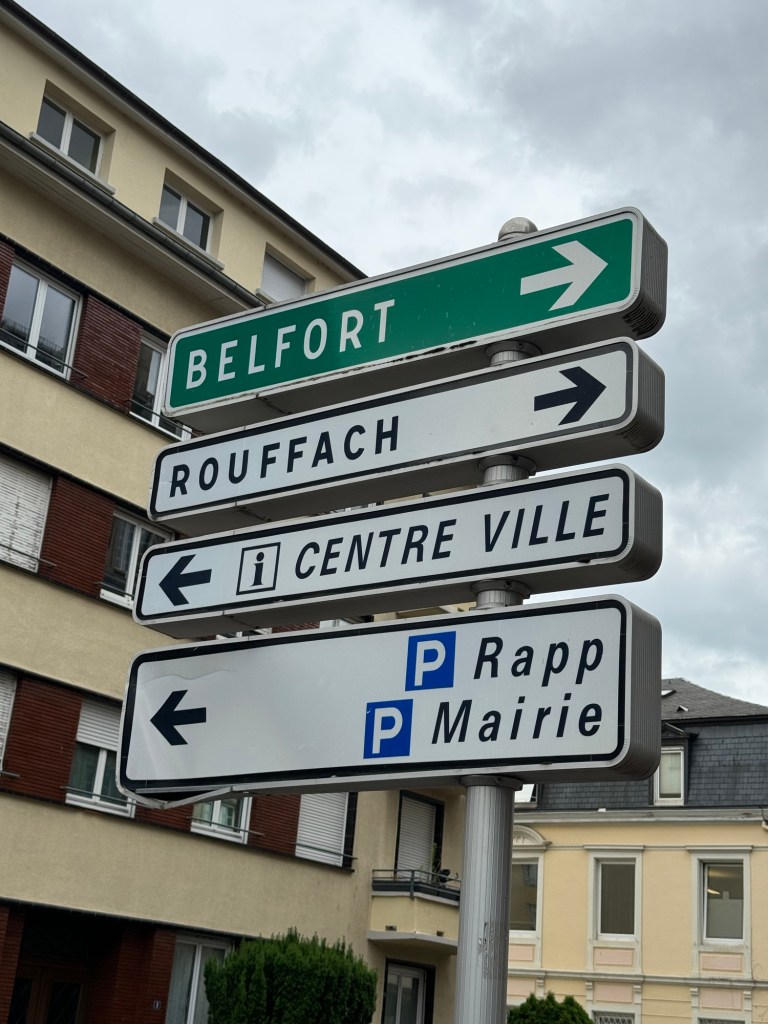 BELFORT
ROUFFACH
i CENTRE VILLE
P Rapp
P Mairie